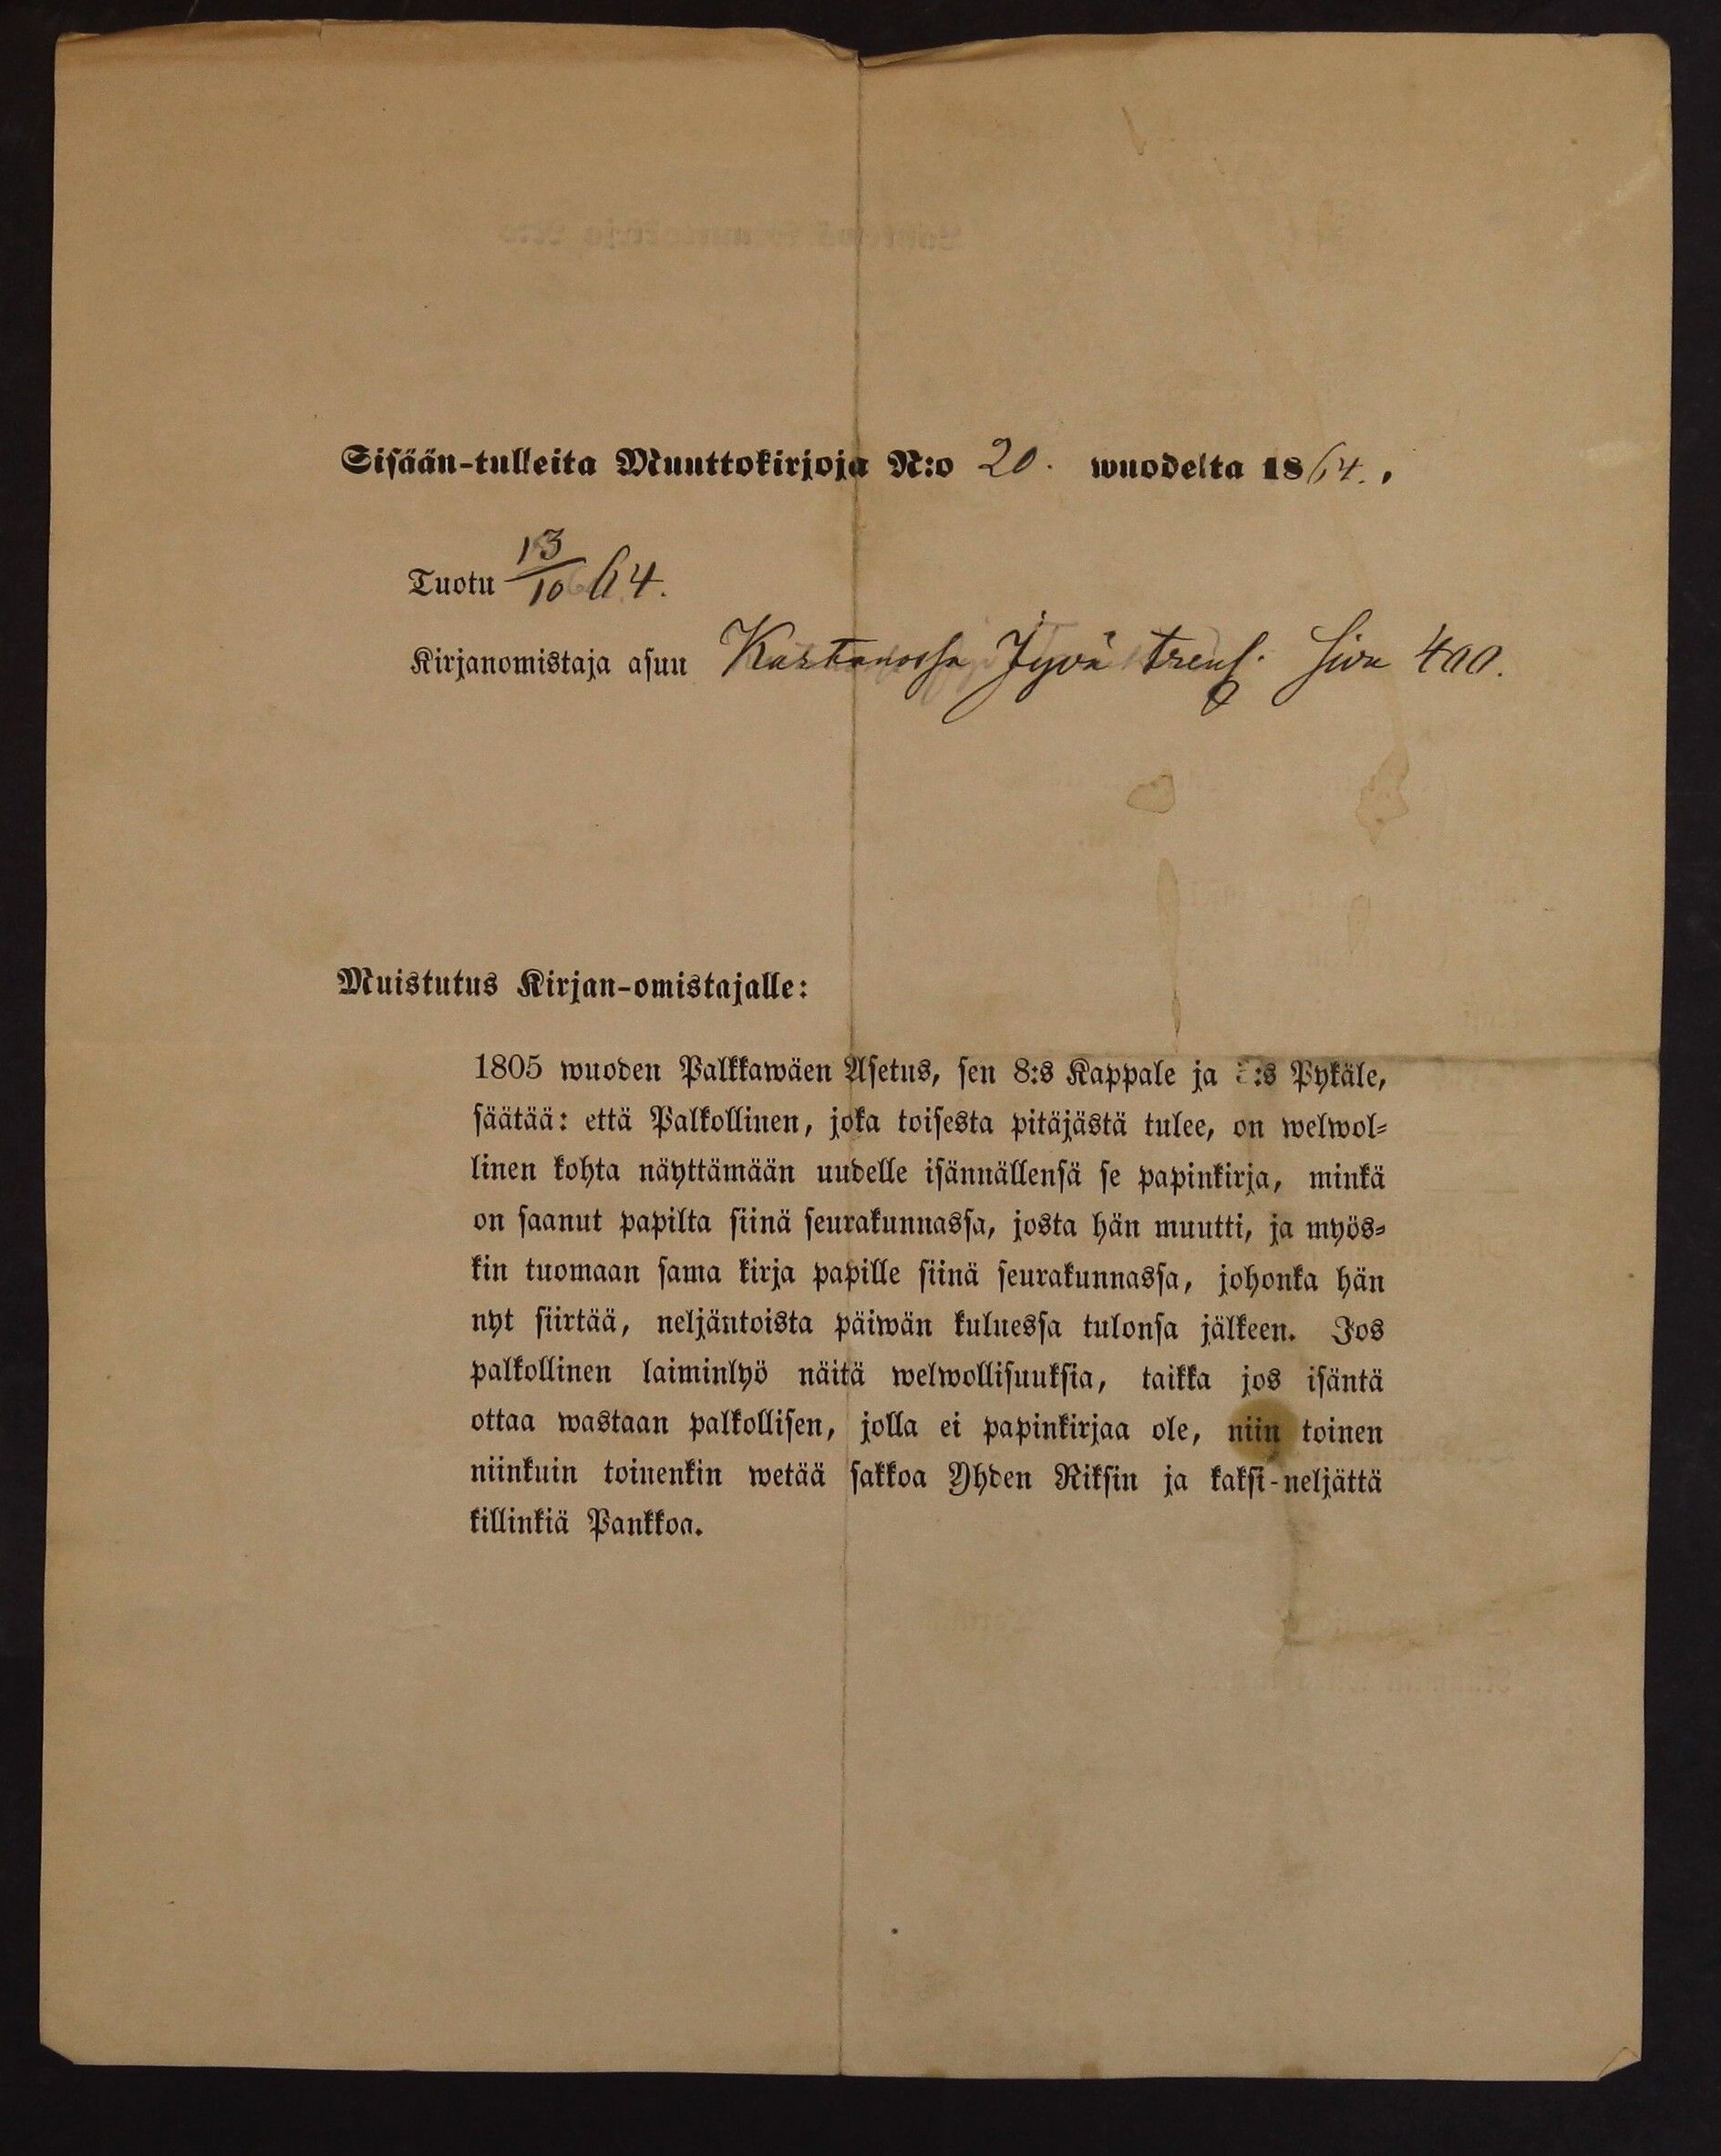 Sisään-tulleita Muuttokirjoja N:o 20. wuodelta 1864.,
Tuotu 13/10 64.
Kirjanomistaja asuu Jyvä Sivu 400.
Muistutus Kirjan-omistajalle:
1805 wuoden Palkkawäen Asetus, sen 8:s Kappale ja :s Pykäle,
säätää: että Palkollinen, joka toisesta pitäjästä tulee, on welwol-
linen kohta näyttämään uudelle isännällensä se papinkirja, minkä
on saanut papilta siinä seurakunnassa, josta hän muutti, ja myös-
kin tuomaan sama kirja papille siinä seurakunnassa, johonka hän
nyt siirtää, neljäntoista päiwän kuluessa tulonsa jälkeen. Jos
palkollinen laiminlyö näitä welwollisuuksia, taikka jos isäntä
ottaa wastaan palkollisen, jolla ei papinkirjaa ole, niin toinen
niinkuin toinenkin wetää sakkoa Yhden Riksin ja kaksi-neljättä
killinkiä Pankkoa.